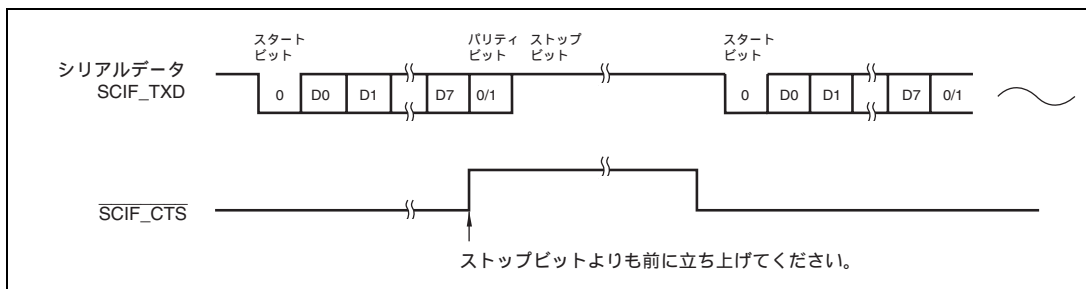 スタート
ビット
パリティ
ビット
ストップ
ビット
スタート
ビット
シリアルデータ
SCIF_TXD
0 D0 D1 D7 0/1 0 D0 D1 D7 0/1
SCIF_CTS
ストップビットよりも前に立ち上げてください。